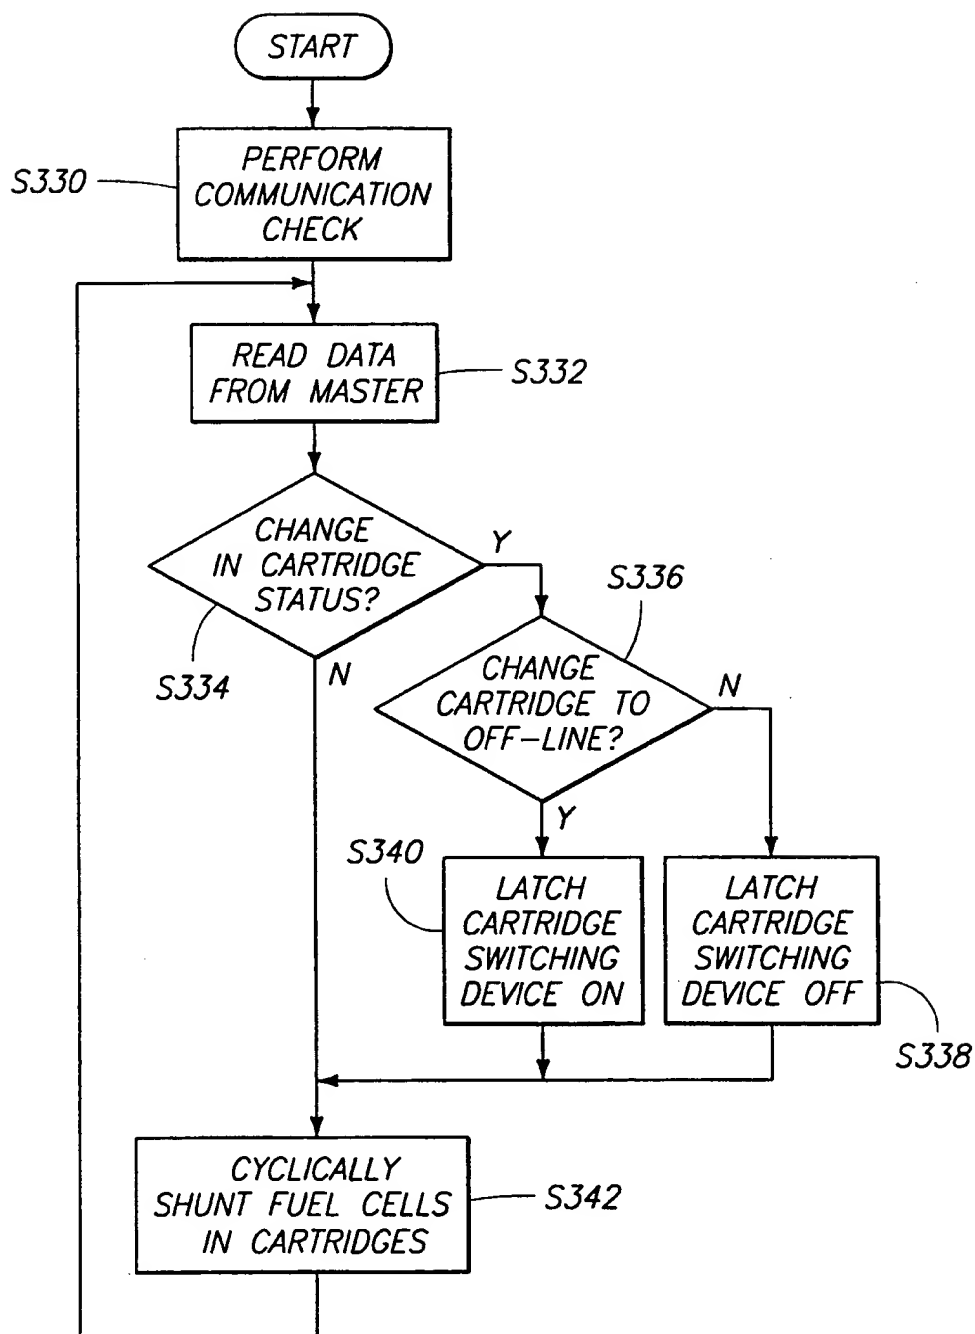 START
S330
PERFORM
COMMUNICATION
CHECK
READ DATA
FROM MASTER
S332
CHANGE
IN CARTRIDGE
STATUS?
Y
S334
N
S336
CHANGE
CARTRIDGE TO
OFF-LINE?
N
Y
S340
LATCH
CARTRIDGE
SWITCHING
DEVICE ON
LATCH
CARTRIDGE
SWITCHING
DEVICE OFF
S338
CYCLICALLY
SHUNT FUEL CELLS
IN CARTRIDGES
S342